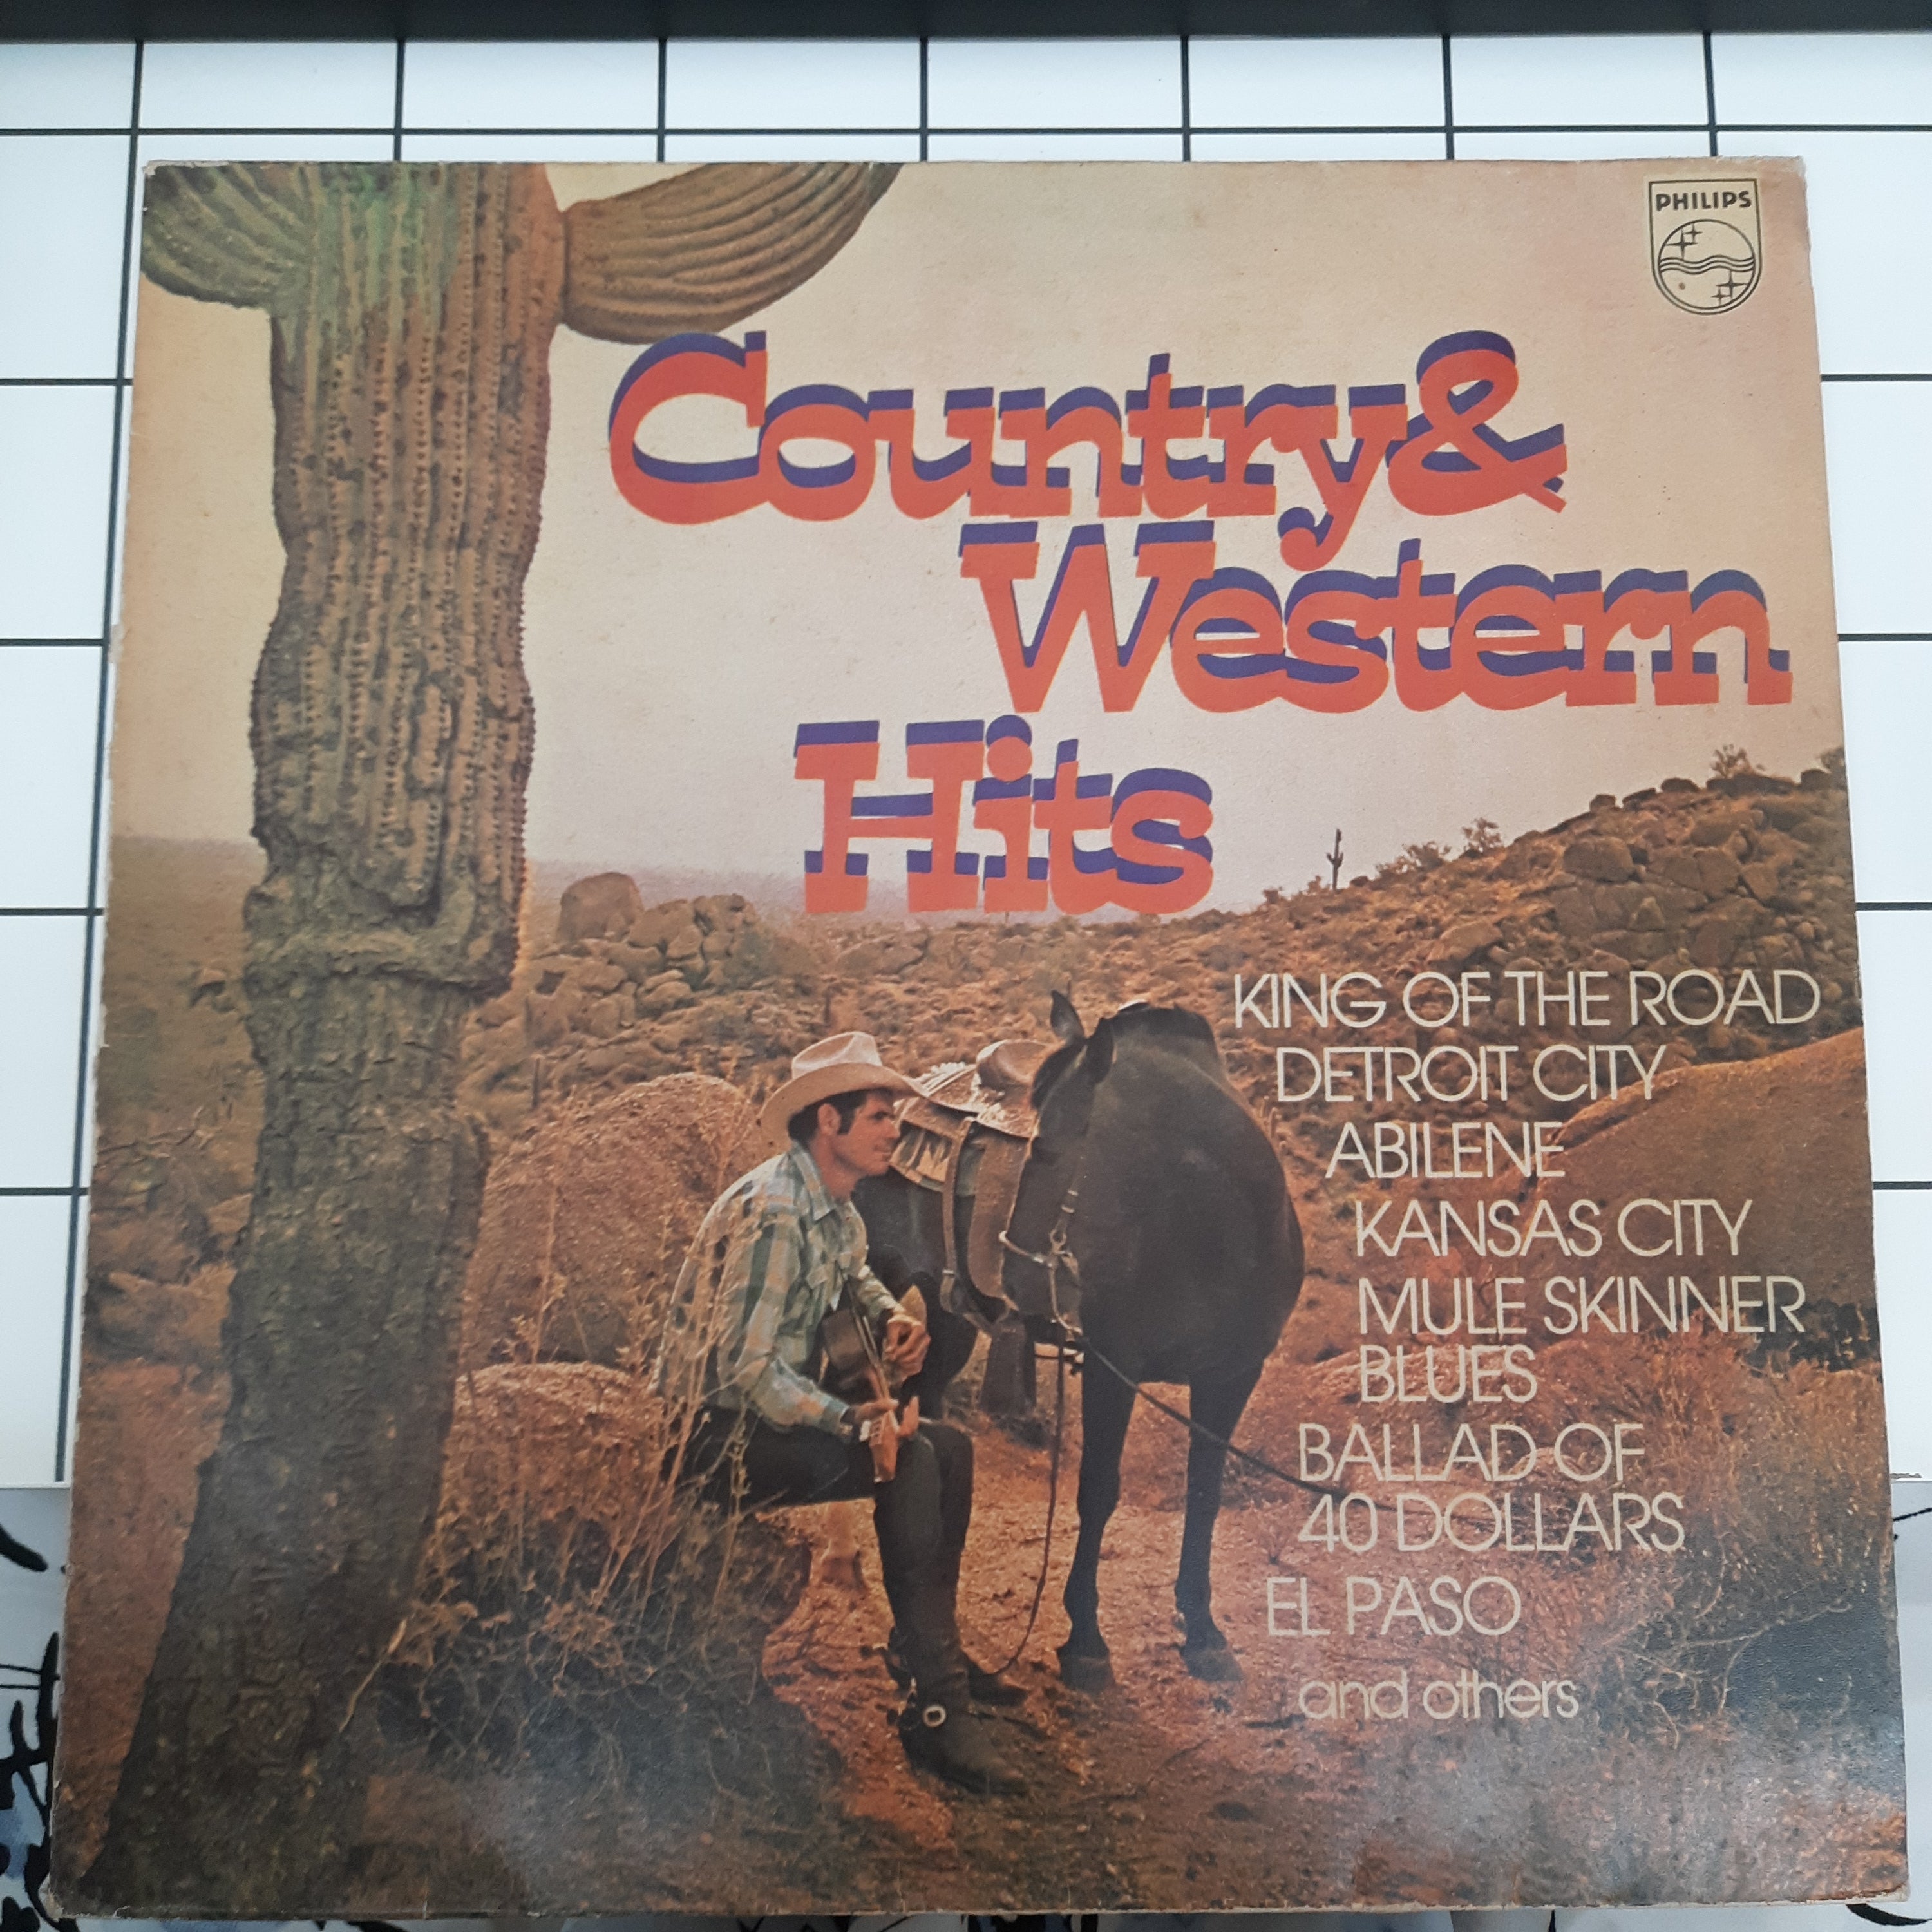 PHILIPS
Country &
Western
Hits
KING OF THE ROAD
DETROIT CITY
ABILENE
KANSAS CITY
MULE SKINNER
BLUES
BALLAD OF
40 DOLLARS
EL PASO
and others